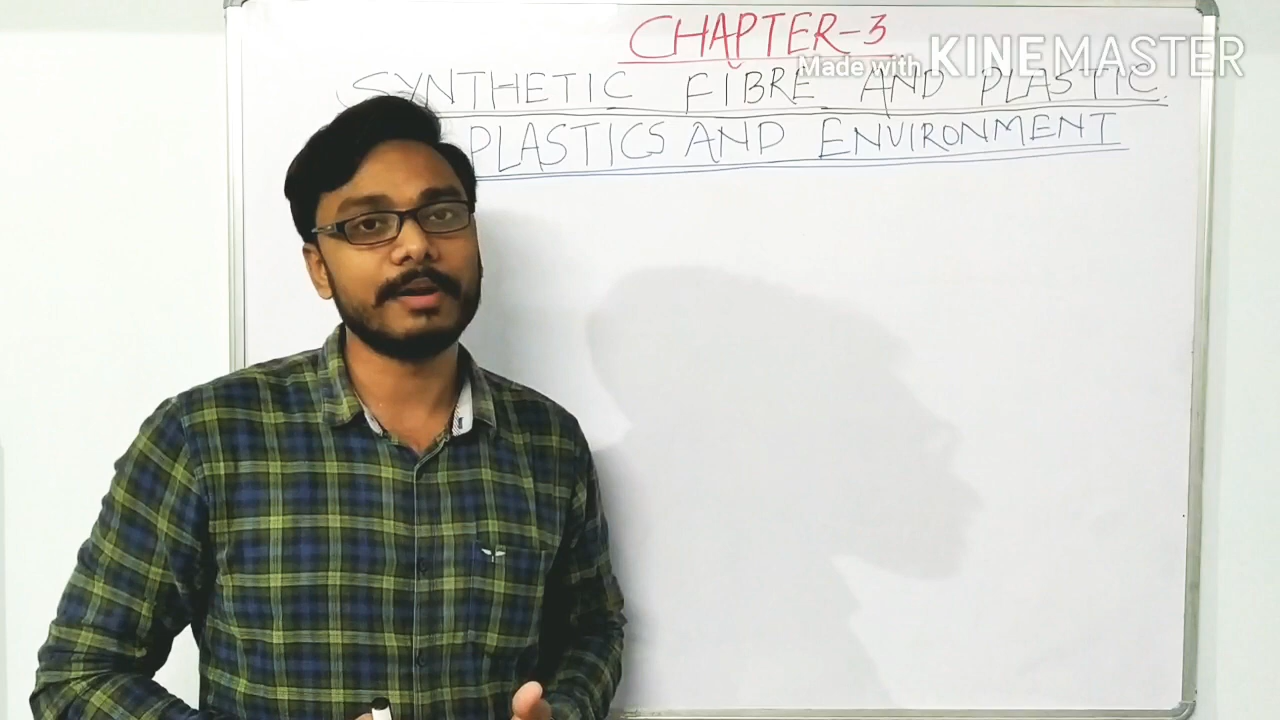 CHAPTER-3
Made with KINEMASTER
SYNTHETIC FIBRE AND PLASTIC.
PLASTICS AND ENVIRONMENT